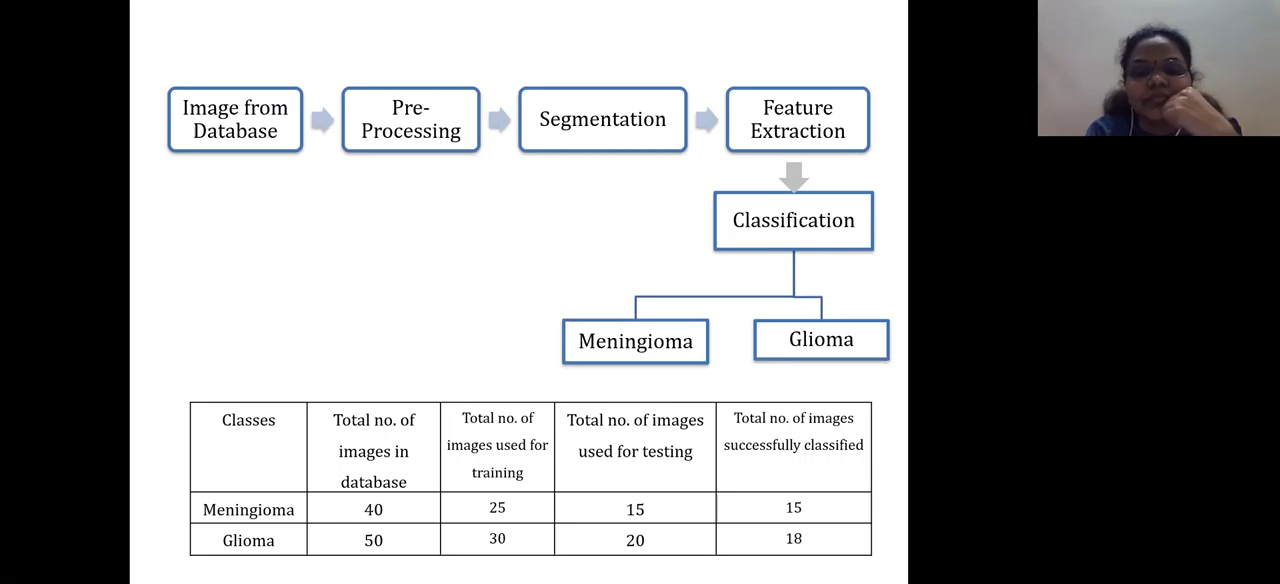 Image from
Database
Pre-
Processing
Segmentation
Feature
Extraction
Classification
Meningioma
Glioma
Classes
Total no. of
images in
database
Total no. of
images used for
training
Total no. of images
used for testing
Total no. of images
successfully classified
Meningioma 40 25 15 15
Glioma 50 30 20 18